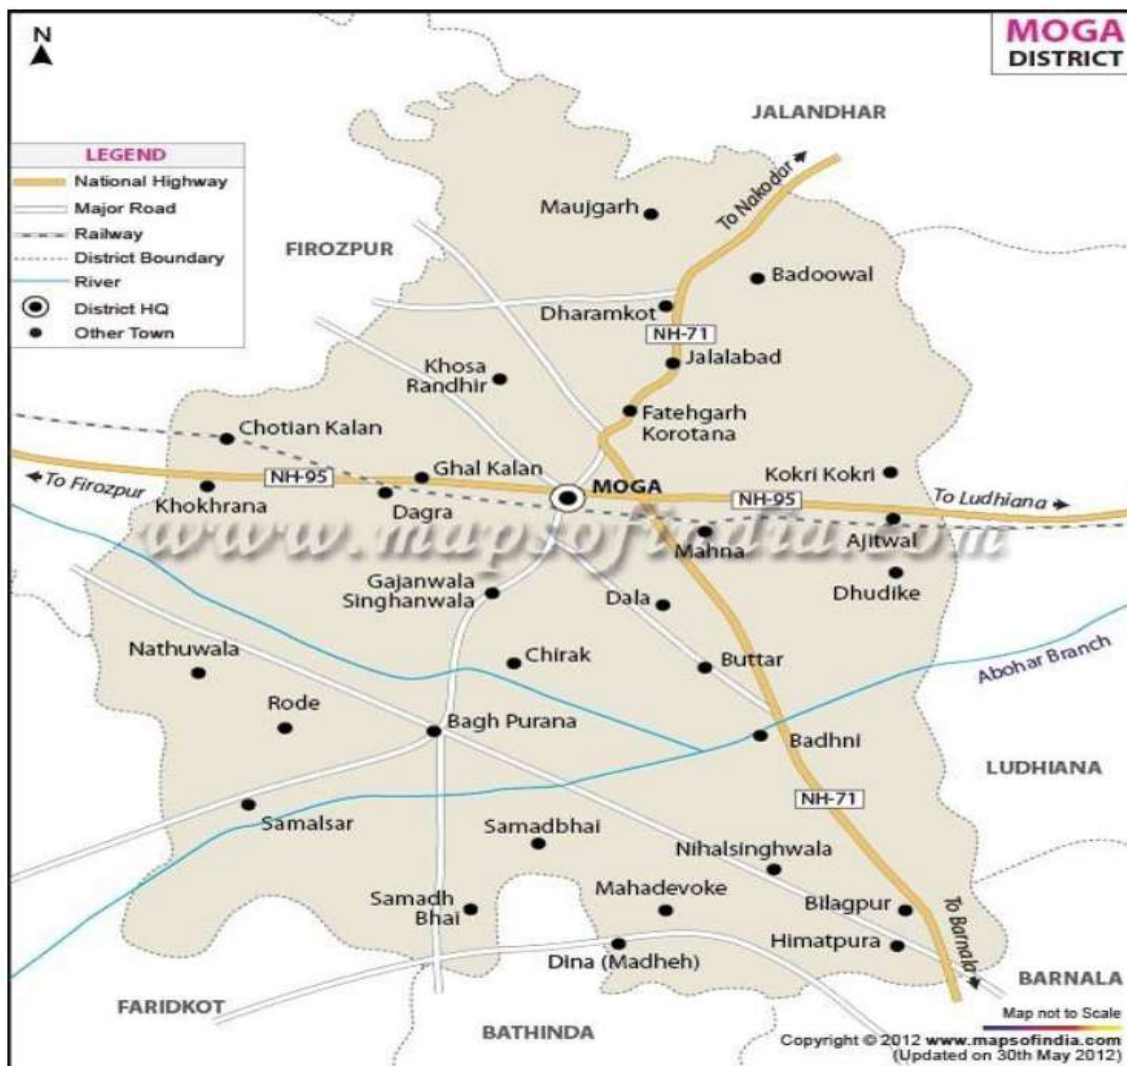 N
MOGA
DISTRICT
JALANDHAR
LEGEND
National Highway
Major Road
Railway
District Boundary
River
District HQ
Other Town
To Nakodar
Maujgarh
FIROZPUR
Badoowal
Dharamkot
NH-71
Jalalabad
Khosa
Randhir
Fatehgarh
Korotana
Chotian Kalan
Ghal Kalan
Kokri Kokri
NH-95
MOGA
NH-95
To Firozpur
To Ludhiana
Khokhrana
Dagra
www.mapsofindia.com
Mahna
Ajitwal
Gajanwala
Singhanwala
Dala
Dhudike
Nathuwala
Chirak
Buttar
Abohar Branch
Rode
Bagh Purana
Badhni
LUDHIANA
NH-71
Samalsar
Samadbhai
Nihalsinghwala
Samadh
Bhai
Mahadevoke
Bilagpur
To Barnala
Himatpura
Dina (Madheh)
BARNALA
FARIDKOT
BATHINDA
Map not to Scale
Copyright © 2012 www.mapsofindia.com
(Updated on 30th May 2012)